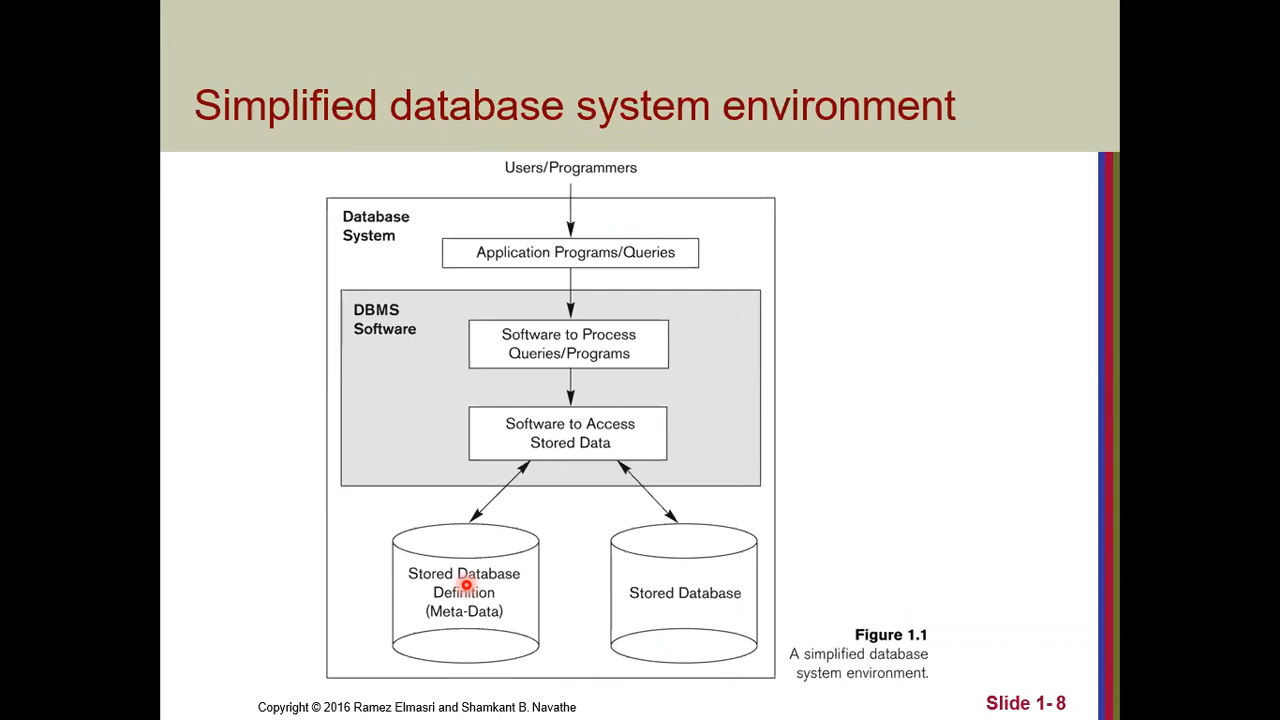 Simplified database system environment
Users/Programmers
Database
System
Application Programs/Queries
DBMS
Software
Software to Process
Queries/Programs
Software to Access
Stored Data
Stored Database
Definition
(Meta-Data)
Stored Database
Figure 1.1
A simplified database
system environment.
Copyright © 2016 Ramez Elmasri and Shamkant B. Navathe
Slide 1- 8